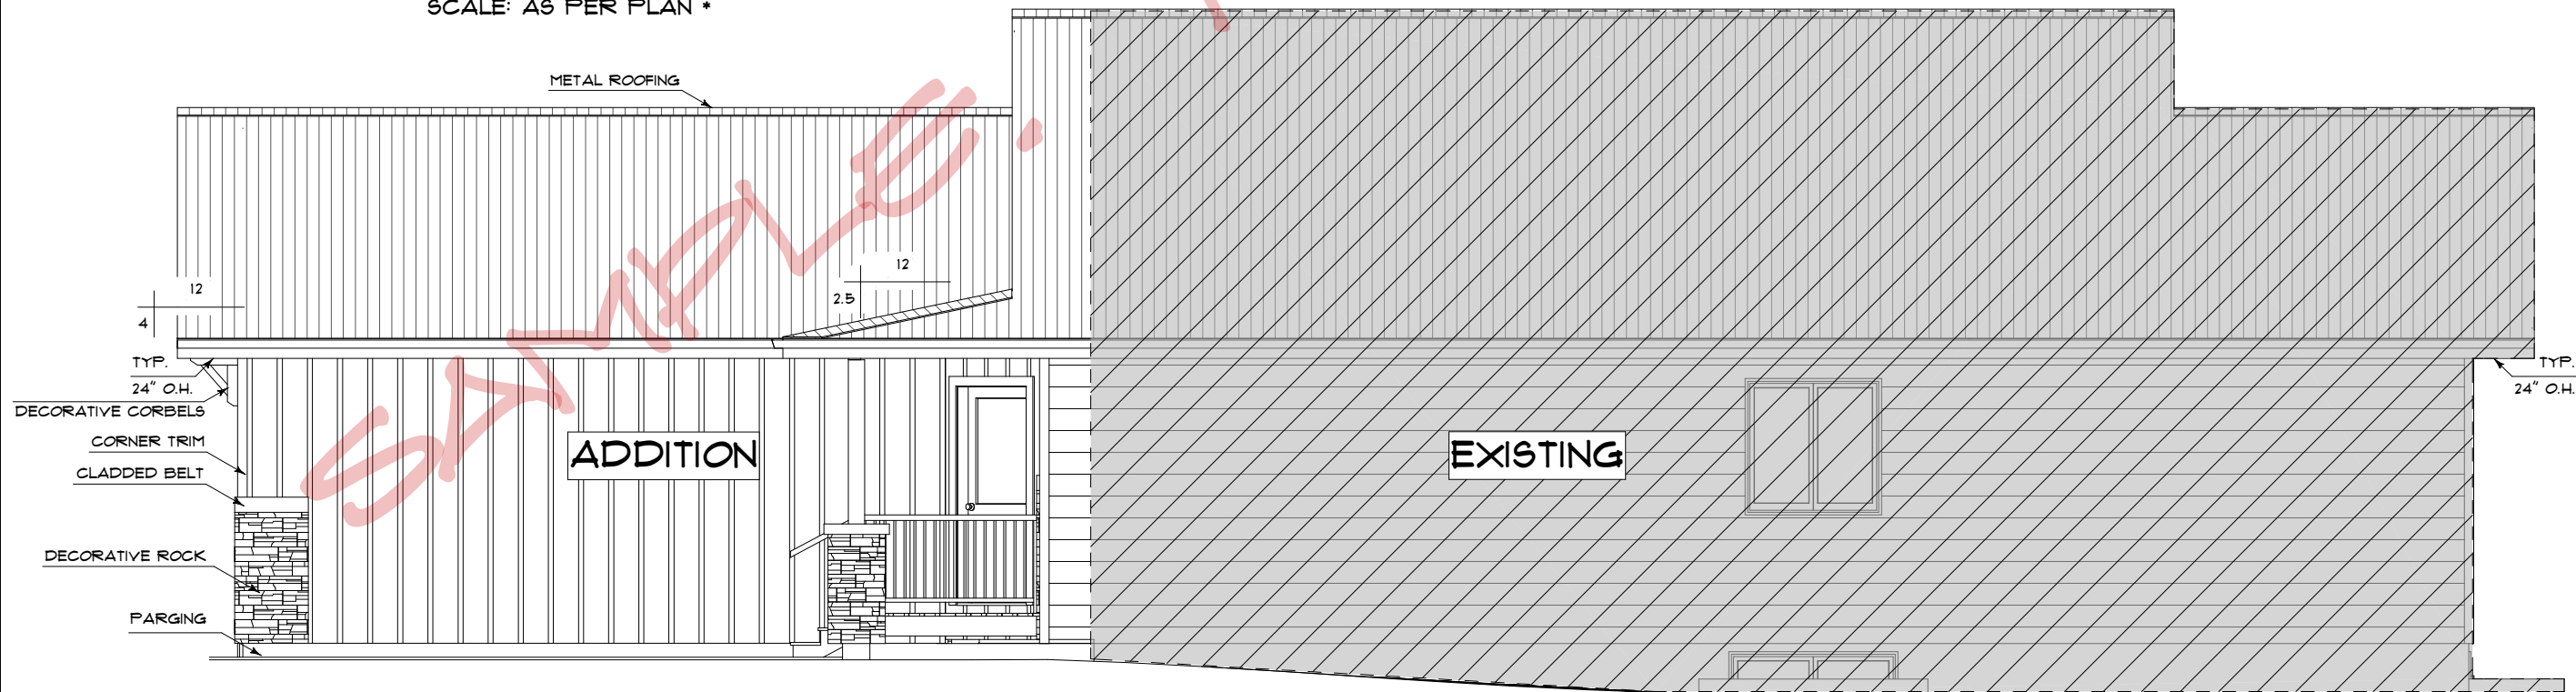 SCALE: AS PER PLAN *
METAL ROOFING
12
4
12
2.5
TYP.
24" O.H.
DECORATIVE CORBELS
CORNER TRIM
CLADDED BELT
DECORATIVE ROCK
PARGING
ADDITION
EXISTING
TYP.
24" O.H.
SAMPLE.